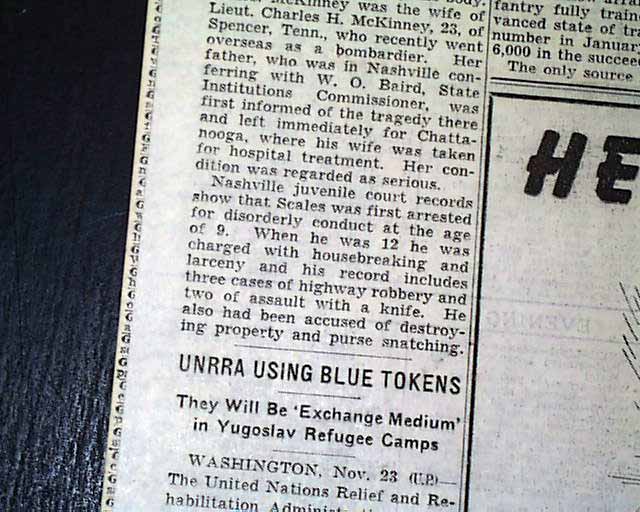 McKinney was the wife of
Lieut. Charles H. McKinney, 23, of
Spencer, Tenn., who recently went
overseas as a bombardier. Her
father, who was in Nashville con-
ferring with W. O. Baird, State
Institutions Commissioner, was
first informed of the tragedy there
and left immediately for Chatta-
nooga, where his wife was taken
for hospital treatment. Her con-
dition was regarded as serious.
Nashville juvenile court records
show that Scales was first arrested
for disorderly conduct at the age
of 9. When he was 12 he was
charged with housebreaking and
larceny and his record includes
three cases of highway robbery and
two of assault with a knife. He
also had been accused of destroy-
ing property and purse snatching.
UNRRA USING BLUE TOKENS
They Will Be 'Exchange Medium'
in Yugoslav Refugee Camps
WASHINGTON, Nov. 23 (U.P.)—
The United Nations Relief and Re-
habilitation
fantry fully train
vanced state of tr
number in Januar
6,000 in the succee
The only source
HE
EVENING